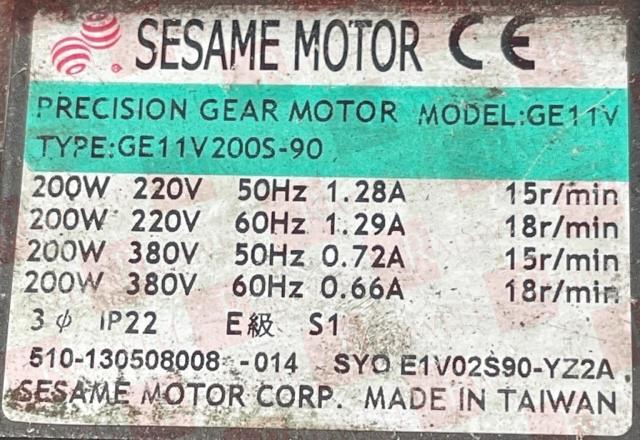 SESAME MOTOR CE
PRECISION GEAR MOTOR MODEL:GE11V
TYPE:GE11V200S-90
200W 220V 50Hz 1.28A 15r/min
200W 220V 60Hz 1.29A 18r/min
200W 380V 50Hz 0.72A 15r/min
200W 380V 60Hz 0.66A 18r/min
3 ϕ IP22 E級 S1
510-130508008 -014 SYO E1V02S90-YZ2A
SESAME MOTOR CORP. MADE IN TAIWAN